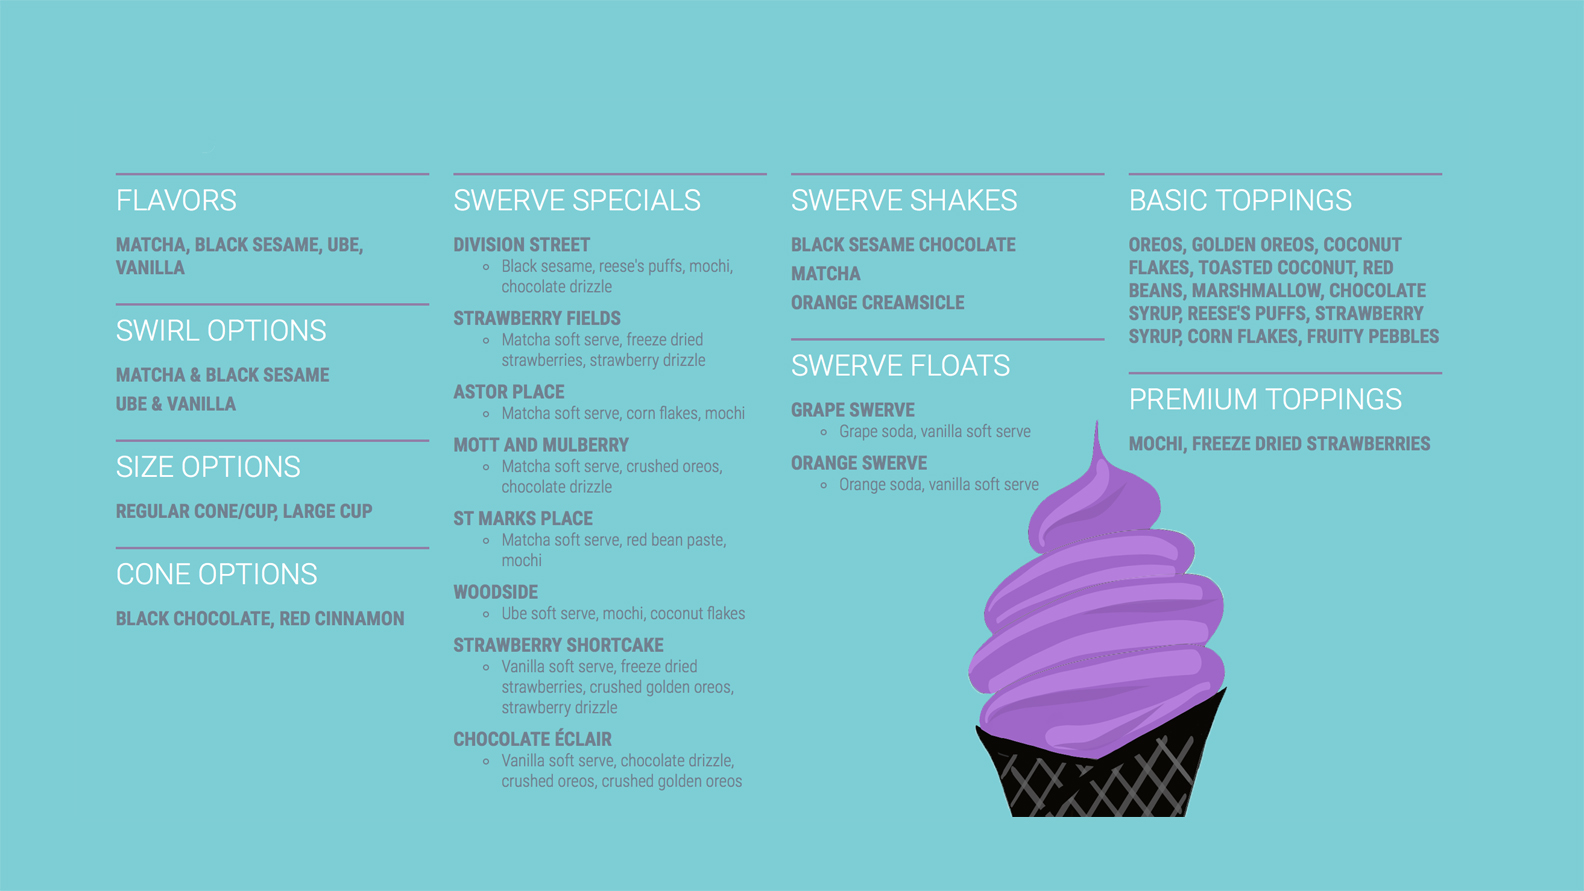 FLAVORS
MATCHA, BLACK SESAME, UBE,
VANILLA
SWIRL OPTIONS
MATCHA & BLACK SESAME
UBE & VANILLA
SIZE OPTIONS
REGULAR CONE/CUP, LARGE CUP
CONE OPTIONS
BLACK CHOCOLATE, RED CINNAMON
SWERVE SPECIALS
DIVISION STREET
Black sesame, reese's puffs, mochi,
chocolate drizzle
STRAWBERRY FIELDS
Matcha soft serve, freeze dried
strawberries, strawberry drizzle
ASTOR PLACE
Matcha soft serve, corn flakes, mochi
MOTT AND MULBERRY
Matcha soft serve, crushed oreos,
chocolate drizzle
ST MARKS PLACE
Matcha soft serve, red bean paste,
mochi
WOODSIDE
Ube soft serve, mochi, coconut flakes
STRAWBERRY SHORTCAKE
Vanilla soft serve, freeze dried
strawberries, crushed golden oreos,
strawberry drizzle
CHOCOLATE ÉCLAIR
Vanilla soft serve, chocolate drizzle,
crushed oreos, crushed golden oreos
SWERVE SHAKES
BLACK SESAME CHOCOLATE
MATCHA
ORANGE CREAMSICLE
SWERVE FLOATS
GRAPE SWERVE
Grape soda, vanilla soft serve
ORANGE SWERVE
Orange soda, vanilla soft serve
BASIC TOPPINGS
OREOS, GOLDEN OREOS, COCONUT
FLAKES, TOASTED COCONUT, RED
BEANS, MARSHMALLOW, CHOCOLATE
SYRUP, REESE'S PUFFS, STRAWBERRY
SYRUP, CORN FLAKES, FRUITY PEBBLES
PREMIUM TOPPINGS
MOCHI, FREEZE DRIED STRAWBERRIES